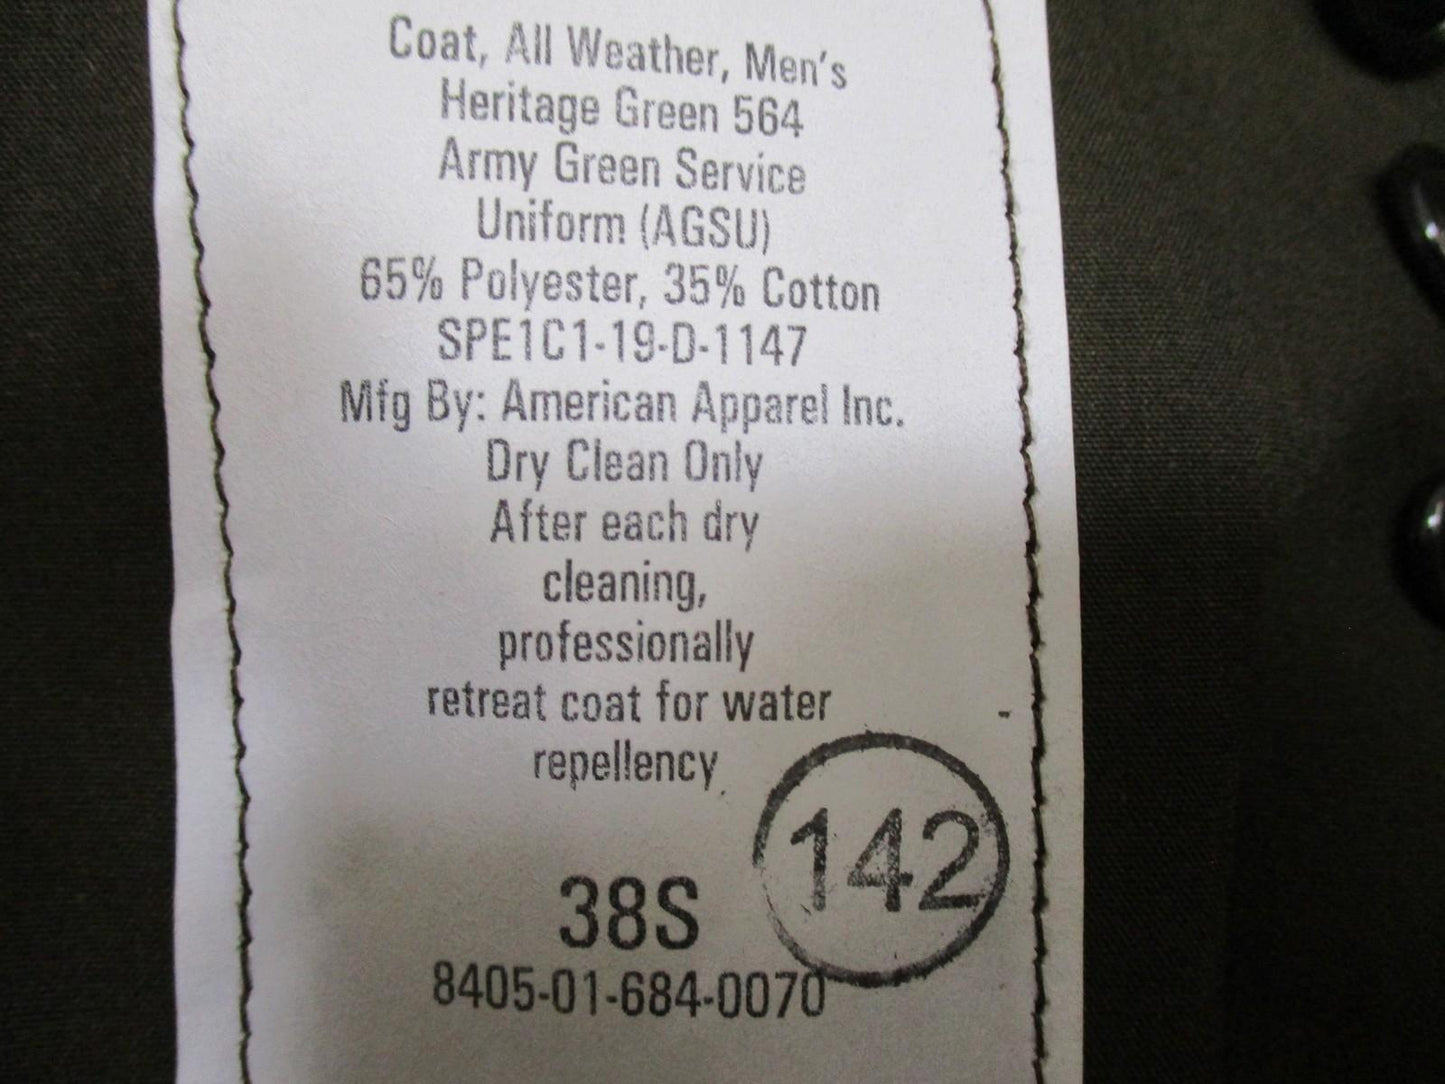 Coat, All Weather, Men's
Heritage Green 564
Army Green Service
Uniform (AGSU)
65% Polyester, 35% Cotton
SPE1C1-19-D-1147
Mfg By: American Apparel Inc.
Dry Clean Only
After each dry
cleaning,
professionally
retreat coat for water
repellency
142
38S
8405-01-684-0070